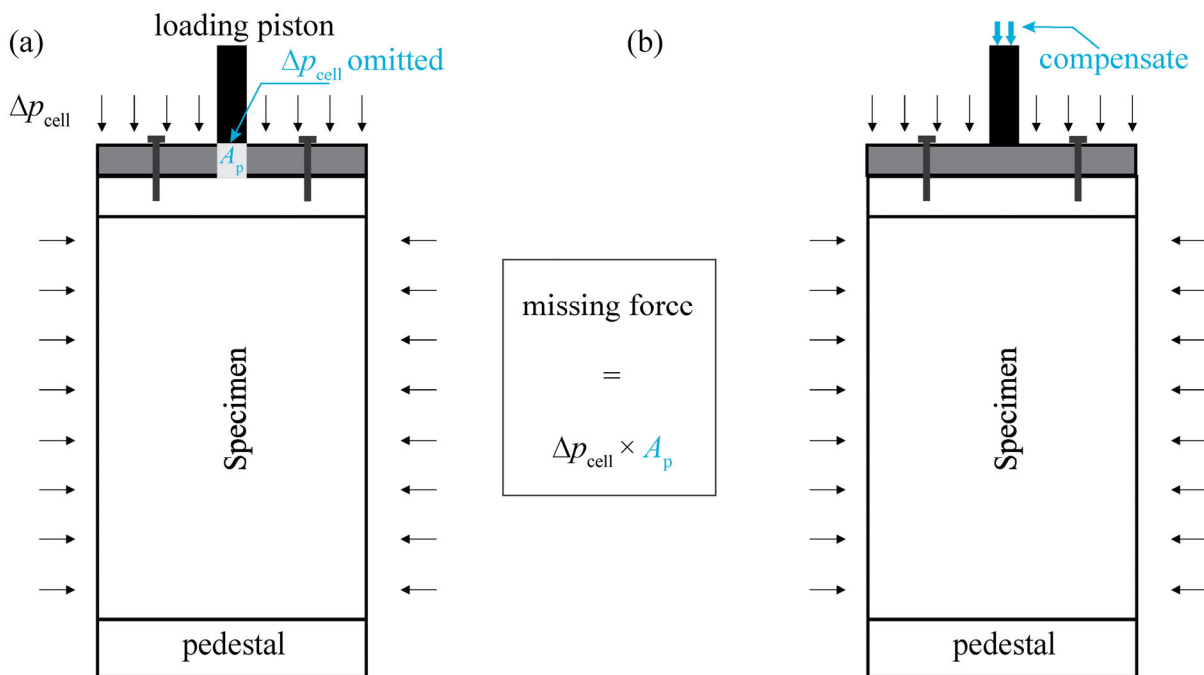 (a)
loading piston
Δp_cell omitted
Δp_cell
A_p
Specimen
pedestal
missing force
=
Δp_cell × A_p
(b)
compensate
Specimen
pedestal